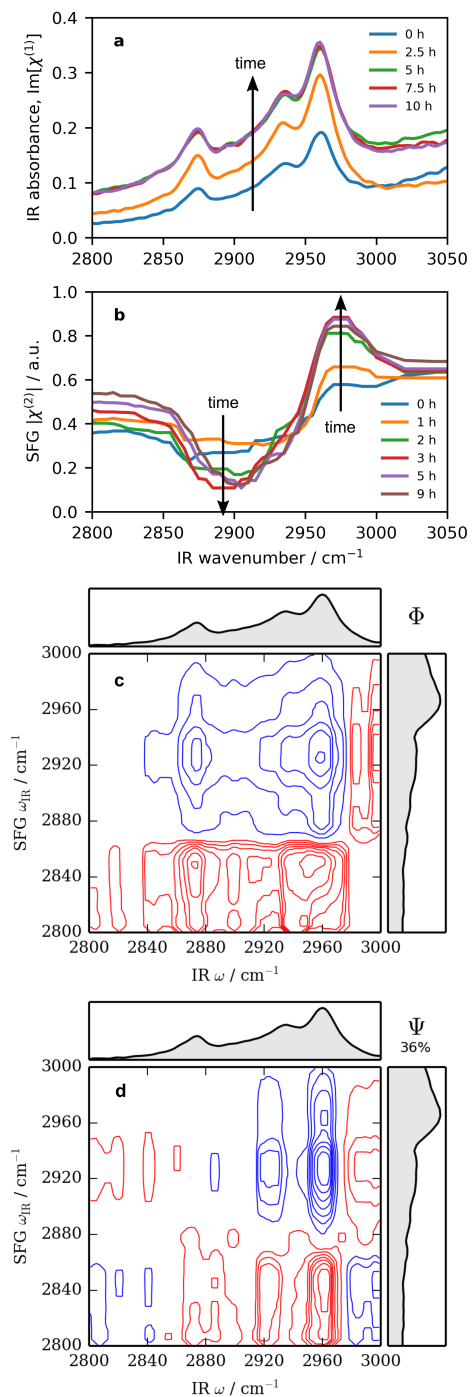 a
IR absorbance, Im[χ(1)]
0.4
0.3
0.2
0.1
0.0
time
0 h
2.5 h
5 h
7.5 h
10 h
2800 2850 2900 2950 3000 3050
b
SFG |χ(2)| / a.u.
1.0
0.8
0.6
0.4
0.2
0.0
time
time
0 h
1 h
2 h
3 h
5 h
9 h
2800 2850 2900 2950 3000 3050
IR wavenumber / cm−1
Φ
c
SFG ωIR / cm−1
3000
2960
2920
2880
2840
2800
2800 2840 2880 2920 2960 3000
IR ω / cm−1
Ψ
36%
d
SFG ωIR / cm−1
3000
2960
2920
2880
2840
2800
2800 2840 2880 2920 2960 3000
IR ω / cm−1